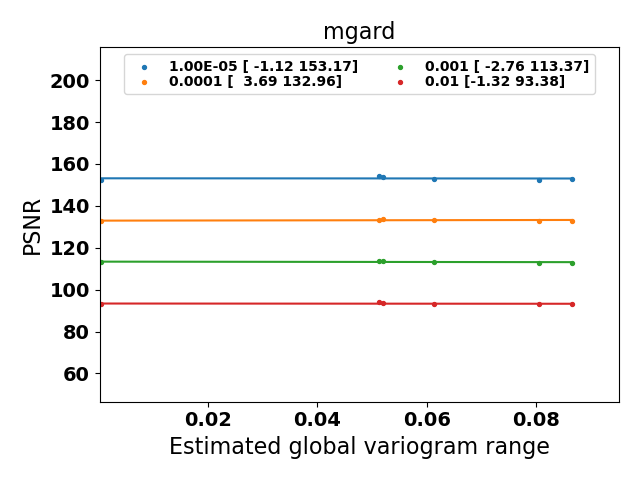 mgard
1.00E-05 [ -1.12 153.17]
0.0001 [  3.69 132.96]
0.001 [ -2.76 113.37]
0.01 [-1.32 93.38]
200
180
160
140
120
100
80
60
PSNR
0.02 0.04 0.06 0.08
Estimated global variogram range